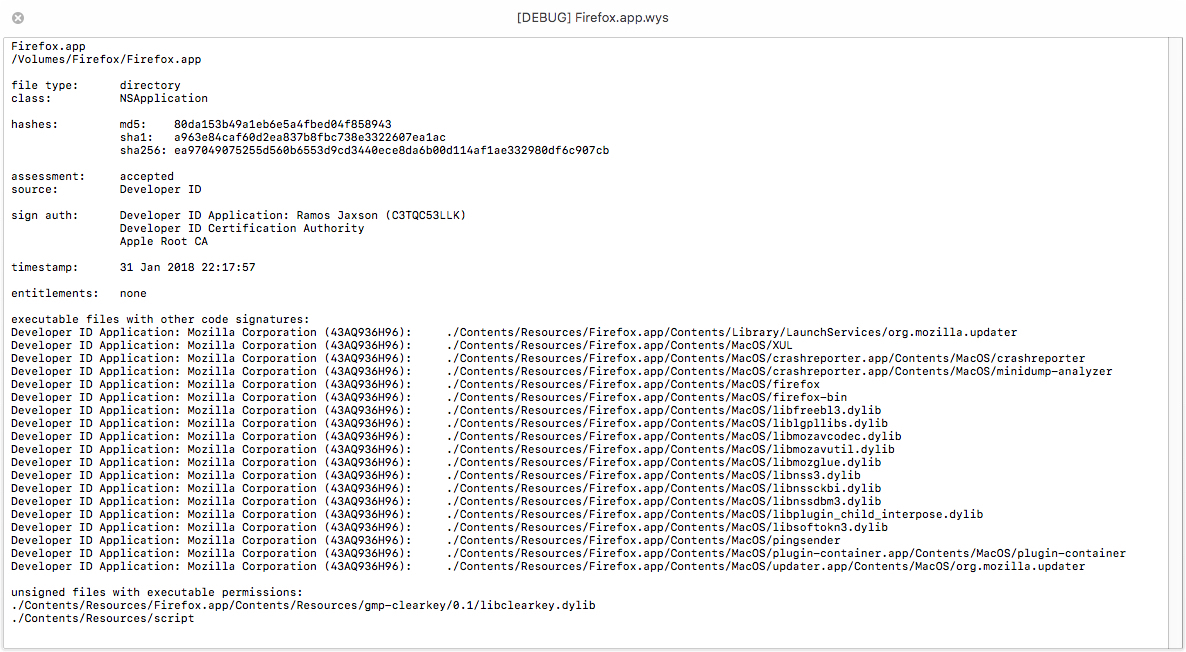 [DEBUG] Firefox.app.wys
Firefox.app
/Volumes/Firefox/Firefox.app
file type: directory
class: NSApplication
hashes: md5: 80da153b49a1eb6e5a4fbed04f858943
sha1: a963e84caf60d2ea837b8fbc738e3322607ea1ac
sha256: ea97049075255d560b6553d9cd3440ece8da6b00d114af1ae332980df6c907cb
assessment: accepted
source: Developer ID
sign auth: Developer ID Application: Ramos Jaxson (C3TQC53LLK)
Developer ID Certification Authority
Apple Root CA
timestamp: 31 Jan 2018 22:17:57
entitlements: none
executable files with other code signatures:
Developer ID Application: Mozilla Corporation (43AQ936H96): ./Contents/Resources/Firefox.app/Contents/Library/LaunchServices/org.mozilla.updater
Developer ID Application: Mozilla Corporation (43AQ936H96): ./Contents/Resources/Firefox.app/Contents/MacOS/XUL
Developer ID Application: Mozilla Corporation (43AQ936H96): ./Contents/Resources/Firefox.app/Contents/MacOS/crashreporter.app/Contents/MacOS/crashreporter
Developer ID Application: Mozilla Corporation (43AQ936H96): ./Contents/Resources/Firefox.app/Contents/MacOS/crashreporter.app/Contents/MacOS/minidump-analyzer
Developer ID Application: Mozilla Corporation (43AQ936H96): ./Contents/Resources/Firefox.app/Contents/MacOS/firefox
Developer ID Application: Mozilla Corporation (43AQ936H96): ./Contents/Resources/Firefox.app/Contents/MacOS/firefox-bin
Developer ID Application: Mozilla Corporation (43AQ936H96): ./Contents/Resources/Firefox.app/Contents/MacOS/libfreebl3.dylib
Developer ID Application: Mozilla Corporation (43AQ936H96): ./Contents/Resources/Firefox.app/Contents/MacOS/liblgpllibs.dylib
Developer ID Application: Mozilla Corporation (43AQ936H96): ./Contents/Resources/Firefox.app/Contents/MacOS/libmozavcodec.dylib
Developer ID Application: Mozilla Corporation (43AQ936H96): ./Contents/Resources/Firefox.app/Contents/MacOS/libmozavutil.dylib
Developer ID Application: Mozilla Corporation (43AQ936H96): ./Contents/Resources/Firefox.app/Contents/MacOS/libmozglue.dylib
Developer ID Application: Mozilla Corporation (43AQ936H96): ./Contents/Resources/Firefox.app/Contents/MacOS/libnss3.dylib
Developer ID Application: Mozilla Corporation (43AQ936H96): ./Contents/Resources/Firefox.app/Contents/MacOS/libnssckbi.dylib
Developer ID Application: Mozilla Corporation (43AQ936H96): ./Contents/Resources/Firefox.app/Contents/MacOS/libnssdbm3.dylib
Developer ID Application: Mozilla Corporation (43AQ936H96): ./Contents/Resources/Firefox.app/Contents/MacOS/libplugin_child_interpose.dylib
Developer ID Application: Mozilla Corporation (43AQ936H96): ./Contents/Resources/Firefox.app/Contents/MacOS/libsoftokn3.dylib
Developer ID Application: Mozilla Corporation (43AQ936H96): ./Contents/Resources/Firefox.app/Contents/MacOS/pingsender
Developer ID Application: Mozilla Corporation (43AQ936H96): ./Contents/Resources/Firefox.app/Contents/MacOS/plugin-container.app/Contents/MacOS/plugin-container
Developer ID Application: Mozilla Corporation (43AQ936H96): ./Contents/Resources/Firefox.app/Contents/MacOS/updater.app/Contents/MacOS/org.mozilla.updater
unsigned files with executable permissions:
./Contents/Resources/Firefox.app/Contents/Resources/gmp-clearkey/0.1/libclearkey.dylib
./Contents/Resources/script